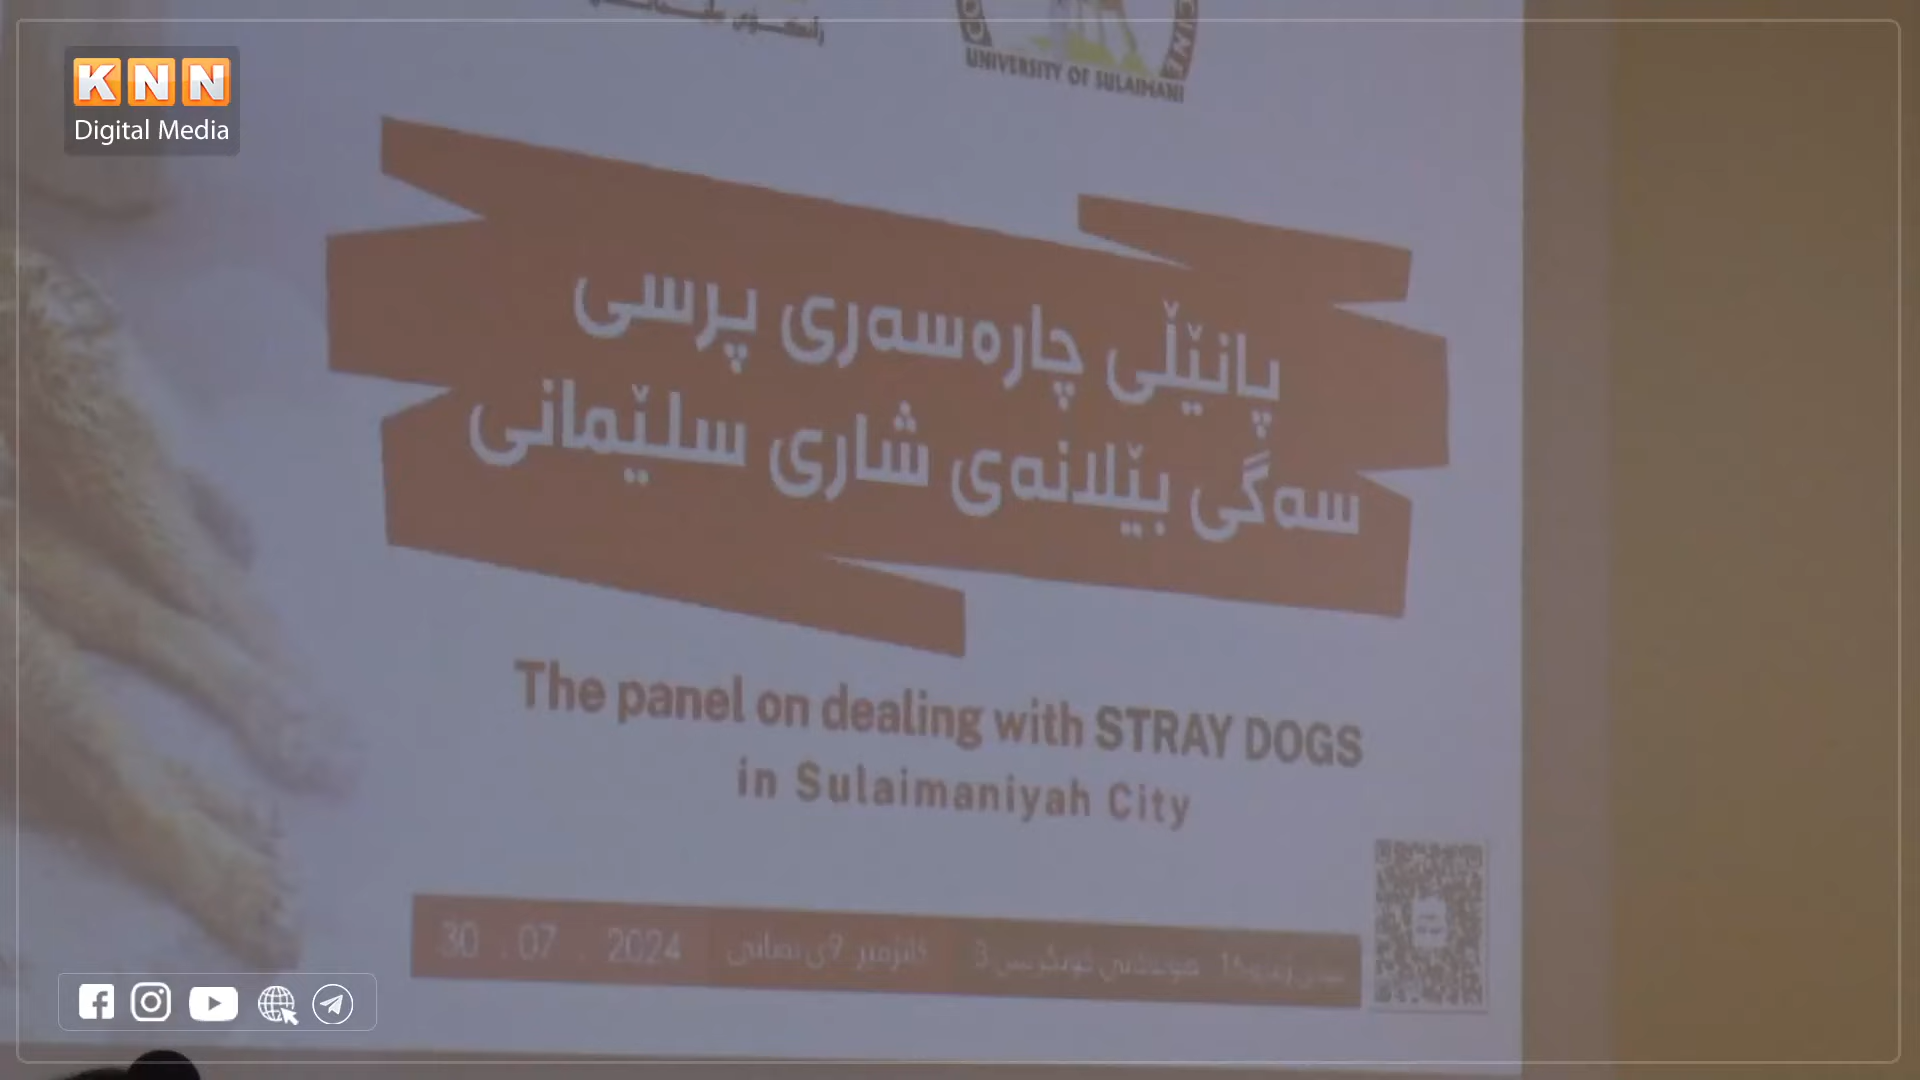 KNN
Digital Media
UNIVERSITY OF SULAIMANI
پانێڵی چارەسەری پرسی
سەگی بێلانەی شاری سلێمانی
The panel on dealing with STRAY DOGS
in Sulaimaniyah City
30 . 07 . 2024